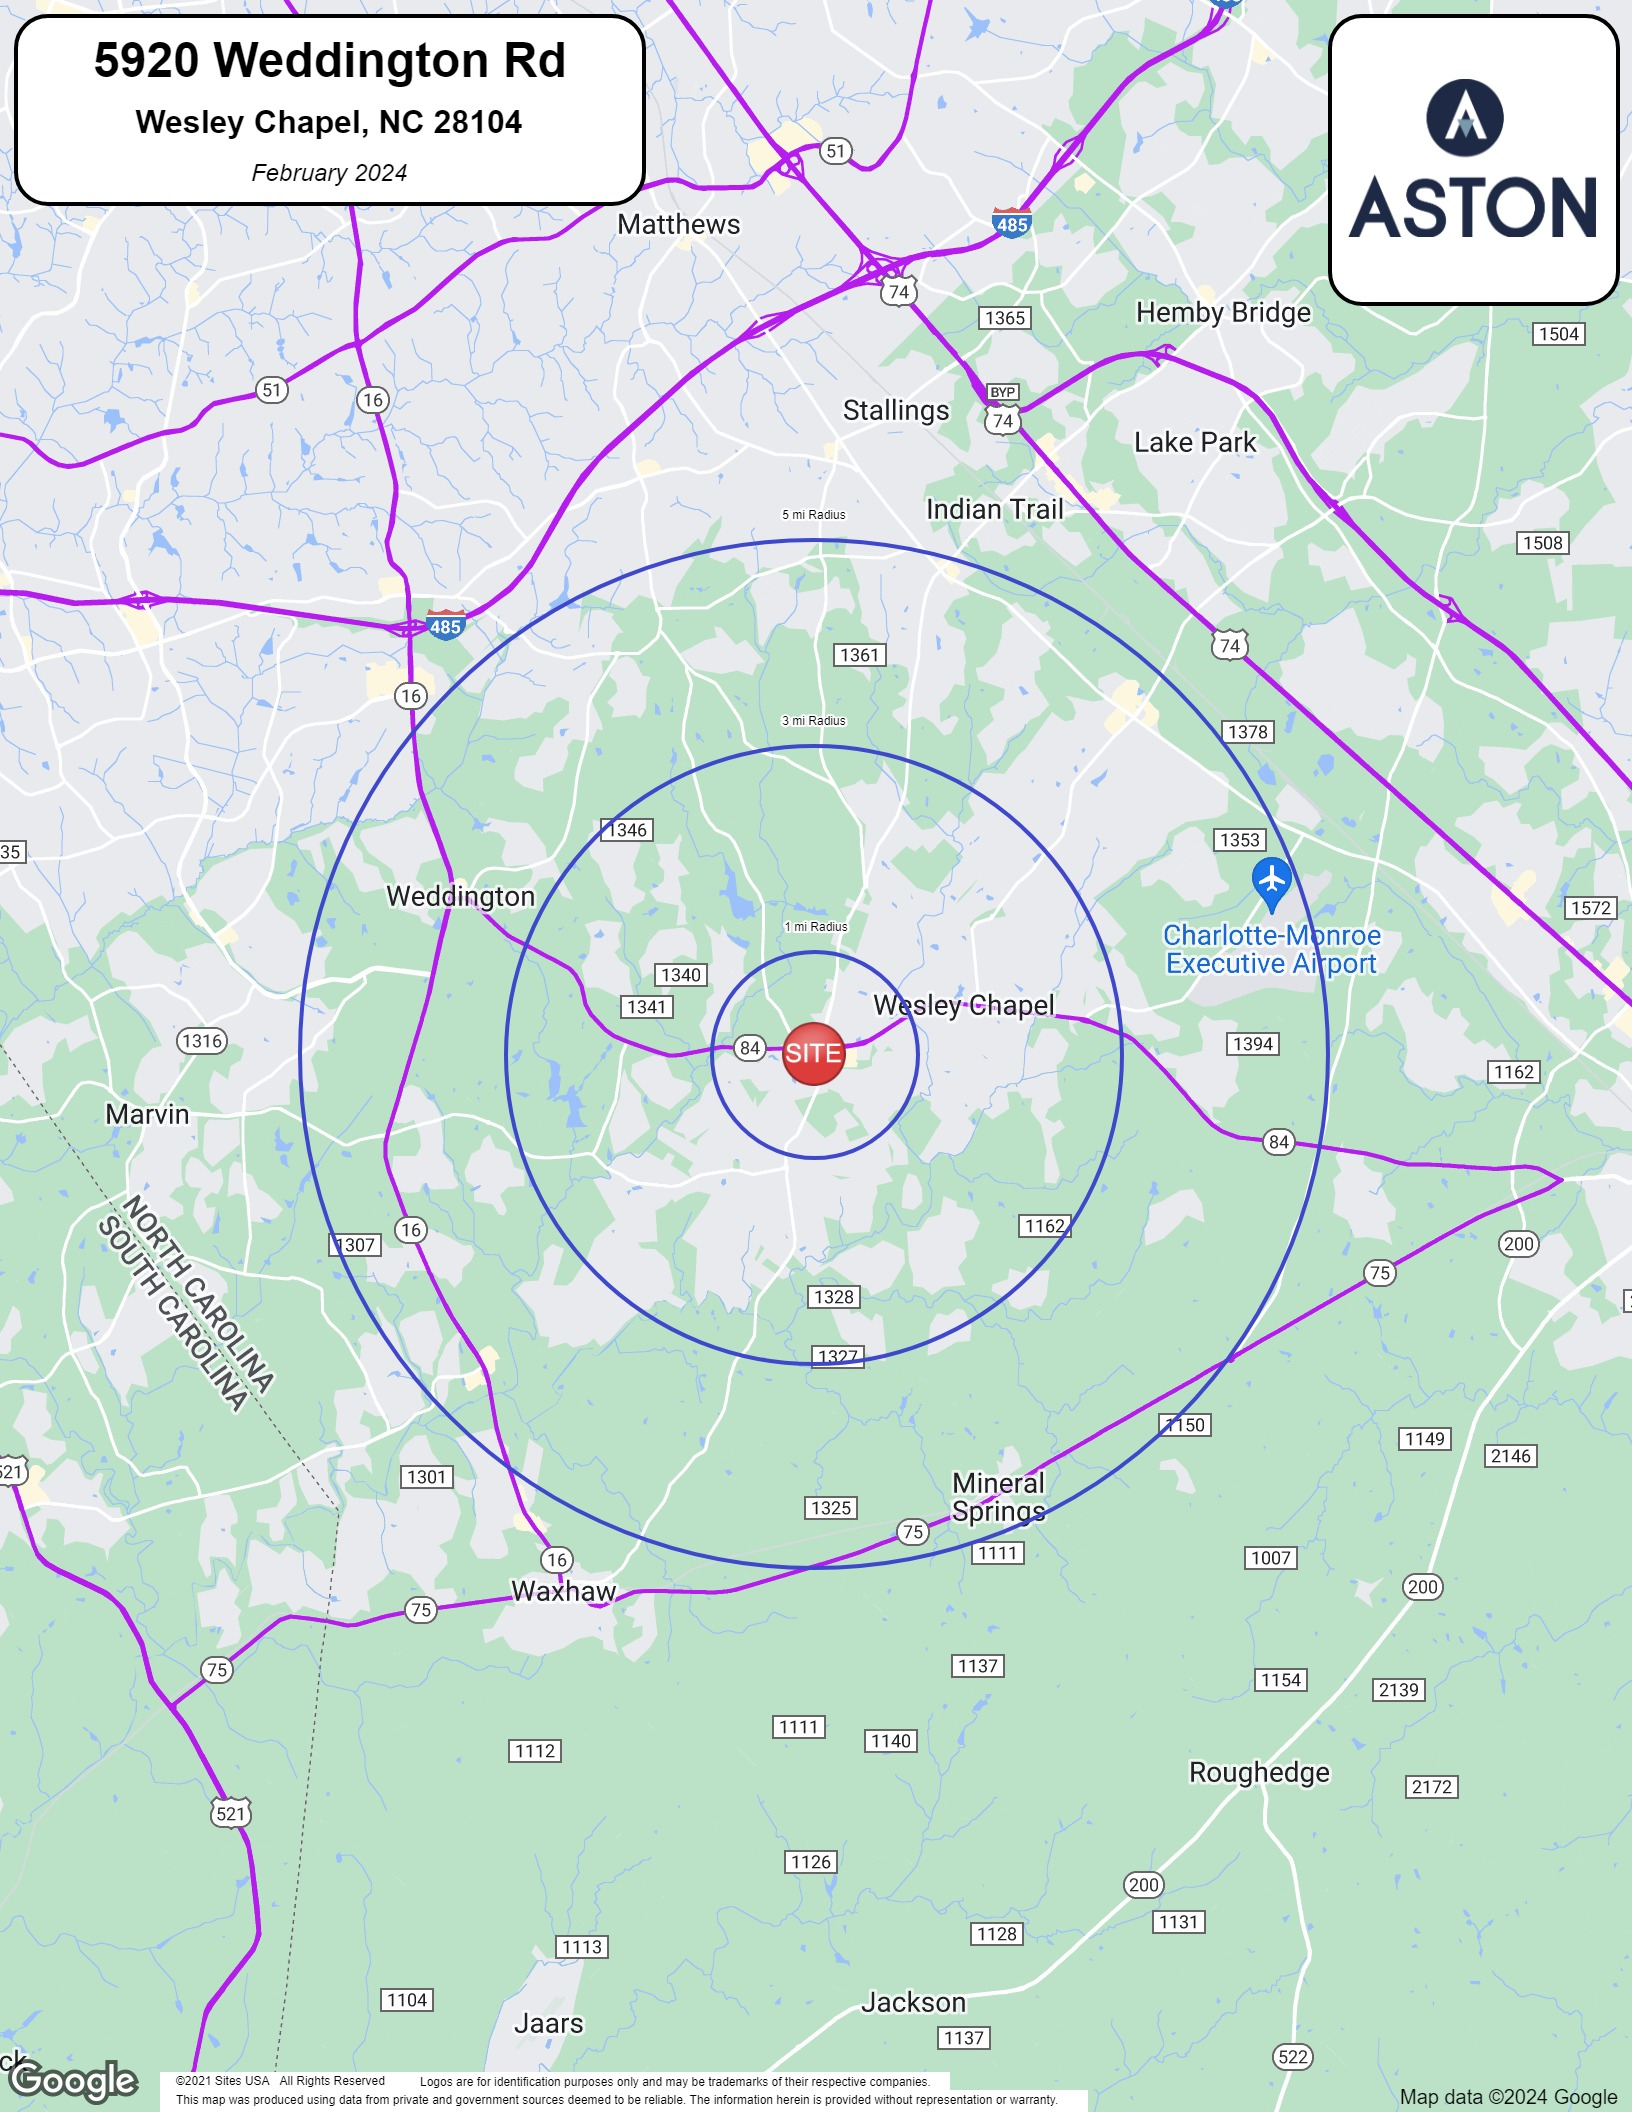 5920 Weddington Rd
Wesley Chapel, NC 28104
February 2024
ASTON
51
Matthews
485
74
1365
Hemby Bridge
1504
51
16
BYP
74
Stallings
Lake Park
Indian Trail
5 mi Radius
1508
485
74
1361
16
3 mi Radius
1378
1346
1353
35
Weddington
1572
1 mi Radius
Charlotte-Monroe
Executive Airport
1340
1341
Wesley Chapel
1316
84
SITE
1394
1162
Marvin
84
NORTH CAROLINA
SOUTH CAROLINA
1307
16
1162
200
75
1328
1327
1150
1149
2146
521
1301
Mineral
Springs
1325
75
1111
1007
16
Waxhaw
200
75
75
1137
1154
2139
1111
1140
1112
Roughedge
2172
521
1126
200
1131
1128
1113
1104
Jackson
Jaars
1137
522
ck
Google
©2021 Sites USA All Rights Reserved Logos are for identification purposes only and may be trademarks of their respective companies.
This map was produced using data from private and government sources deemed to be reliable. The information herein is provided without representation or warranty.
Map data ©2024 Google